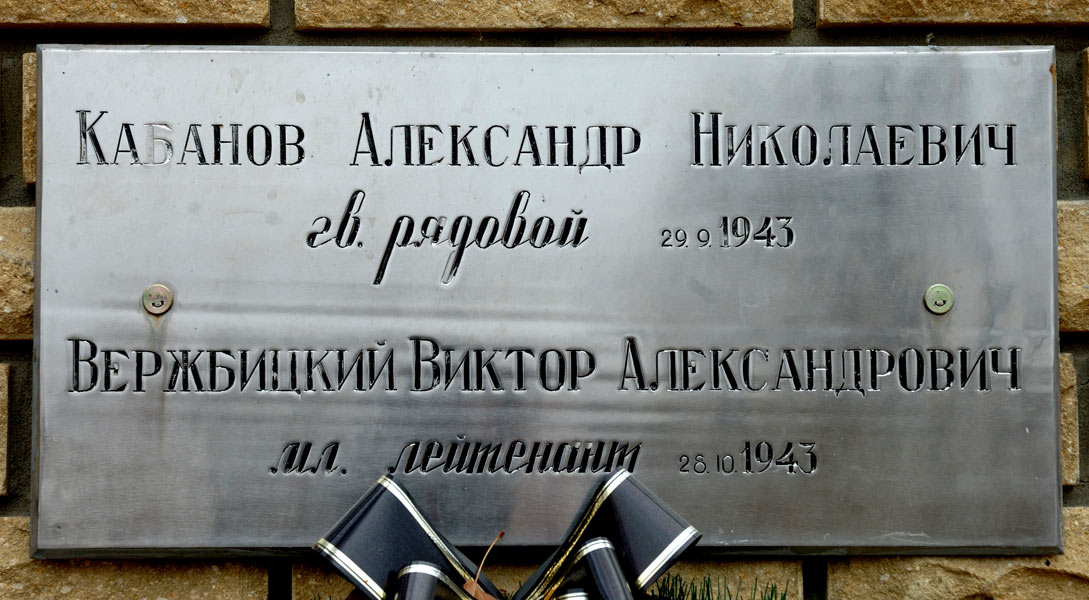 Кабанов Александр Николаевич
гв. рядовой 29.9.1943
Вержбицкий Виктор Александрович
мл. лейтенант 28.10.1943